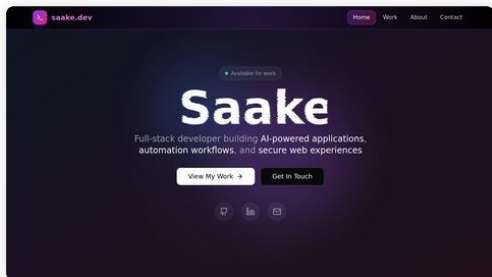 saake.dev
Home Work About Contact
Available for work
Saake
Full-stack developer building AI-powered applications,
automation workflows, and secure web experiences
View My Work →
Get In Touch